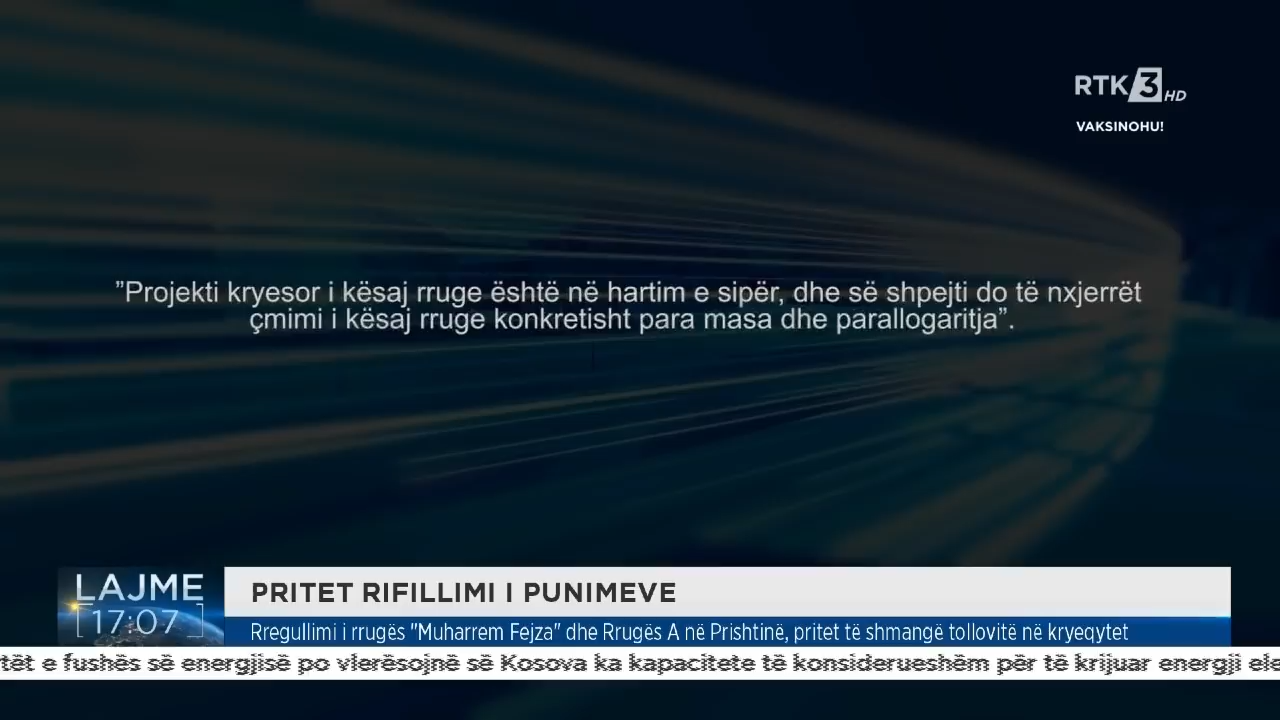 RTK 3 HD
VAKSINOHU!
”Projekti kryesor i kësaj rruge është në hartim e sipër, dhe së shpejti do të nxjerrët
çmimi i kësaj rruge konkretisht para masa dhe parallogaritja”.
LAJME
17:07
PRITET RIFILLIMI I PUNIMEVE
Rregullimi i rrugës "Muharrem Fejza" dhe Rrugës A në Prishtinë, pritet të shmangë tollovitë në kryeqytet
e fushës së energjisë po vlerësojnë së Kosova ka kapacitete të konsiderueshëm për të krijuar energji